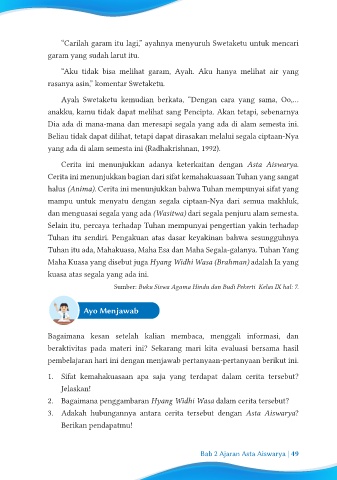 "Carilah garam itu lagi," ayahnya menyuruh Swetaketu untuk mencari
garam yang sudah larut itu.
"Aku tidak bisa melihat garam, Ayah. Aku hanya melihat air yang
rasanya asin," komentar Swetaketu.
Ayah Swetaketu kemudian berkata, "Dengan cara yang sama, Oo,...
anakku, kamu tidak dapat melihat sang Pencipta. Akan tetapi, sebenarnya
Dia ada di mana-mana dan meresapi segala yang ada di alam semesta ini.
Beliau tidak dapat dilihat, tetapi dapat dirasakan melalui segala ciptaan-Nya
yang ada di alam semesta ini (Radhakrishnan, 1992).
Cerita ini menunjukkan adanya keterkaitan dengan Asta Aiswarya.
Cerita ini menunjukkan bagian dari sifat kemahakuasaan Tuhan yang sangat
halus (Anima). Cerita ini menunjukkan bahwa Tuhan mempunyai sifat yang
mampu untuk menyatu dengan segala ciptaan-Nya dari semua makhluk,
dan menguasai segala yang ada (Wasitwa) dari segala penjuru alam semesta.
Selain itu, percaya terhadap Tuhan mempunyai pengertian yakin terhadap
Tuhan itu sendiri. Pengakuan atas dasar keyakinan bahwa sesungguhnya
Tuhan itu ada, Mahakuasa, Maha Esa dan Maha Segala-galanya. Tuhan Yang
Maha Kuasa yang disebut juga Hyang Widhi Wasa (Brahman) adalah Ia yang
kuasa atas segala yang ada ini.
Sumber: Buku Siswa Agama Hindu dan Budi Pekerti Kelas IX hal: 7.
Ayo Menjawab
Bagaimana kesan setelah kalian membaca, menggali informasi, dan
beraktivitas pada materi ini? Sekarang mari kita evaluasi bersama hasil
pembelajaran hari ini dengan menjawab pertanyaan-pertanyaan berikut ini.
1. Sifat kemahakuasaan apa saja yang terdapat dalam cerita tersebut?
Jelaskan!
2. Bagaimana penggambaran Hyang Widhi Wasa dalam cerita tersebut?
3. Adakah hubungannya antara cerita tersebut dengan Asta Aiswarya?
Berikan pendapatmu!
Bab 2 Ajaran Asta Aiswarya | 49